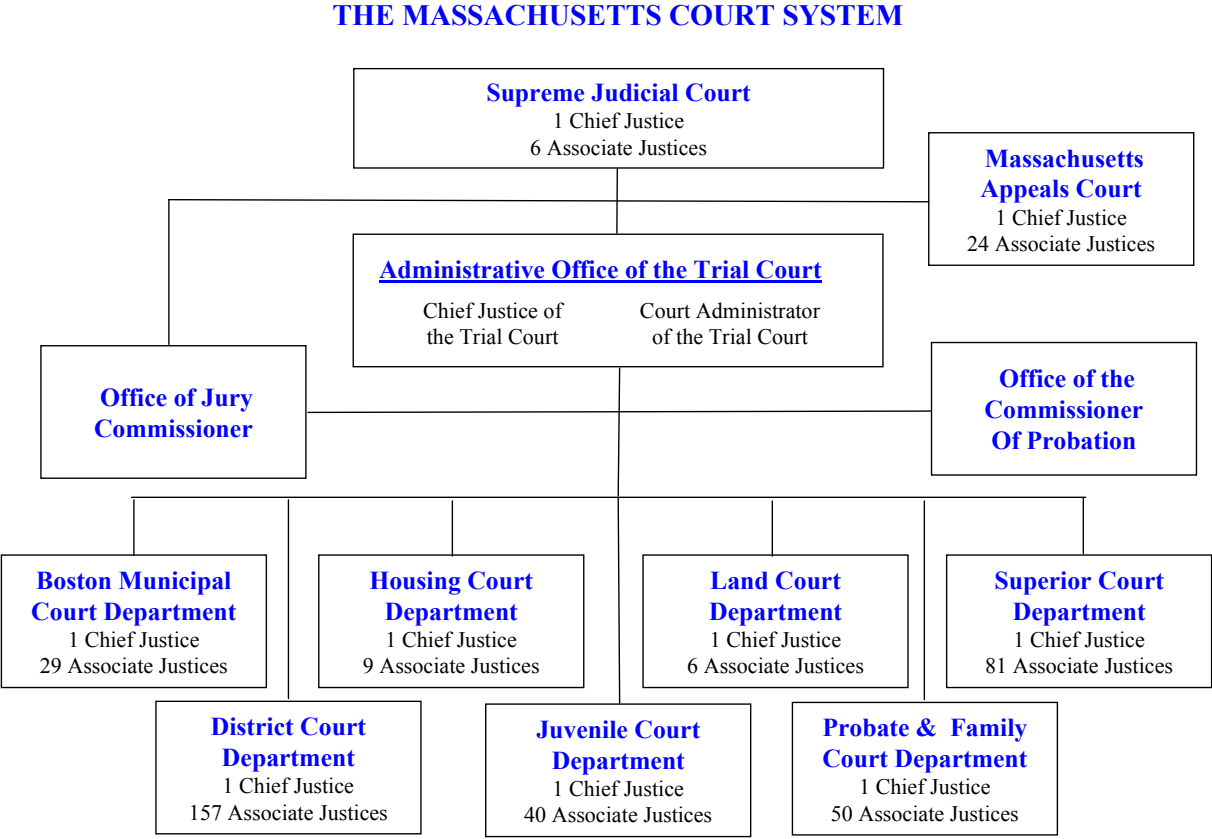 THE MASSACHUSETTS COURT SYSTEM
Supreme Judicial Court
1 Chief Justice
6 Associate Justices
Massachusetts
Appeals Court
1 Chief Justice
24 Associate Justices
Administrative Office of the Trial Court
Chief Justice of
the Trial Court
Court Administrator
of the Trial Court
Office of Jury
Commissioner
Office of the
Commissioner
Of Probation
Boston Municipal
Court Department
1 Chief Justice
29 Associate Justices
Housing Court
Department
1 Chief Justice
9 Associate Justices
Land Court
Department
1 Chief Justice
6 Associate Justices
Superior Court
Department
1 Chief Justice
81 Associate Justices
District Court
Department
1 Chief Justice
157 Associate Justices
Juvenile Court
Department
1 Chief Justice
40 Associate Justices
Probate & Family
Court Department
1 Chief Justice
50 Associate Justices